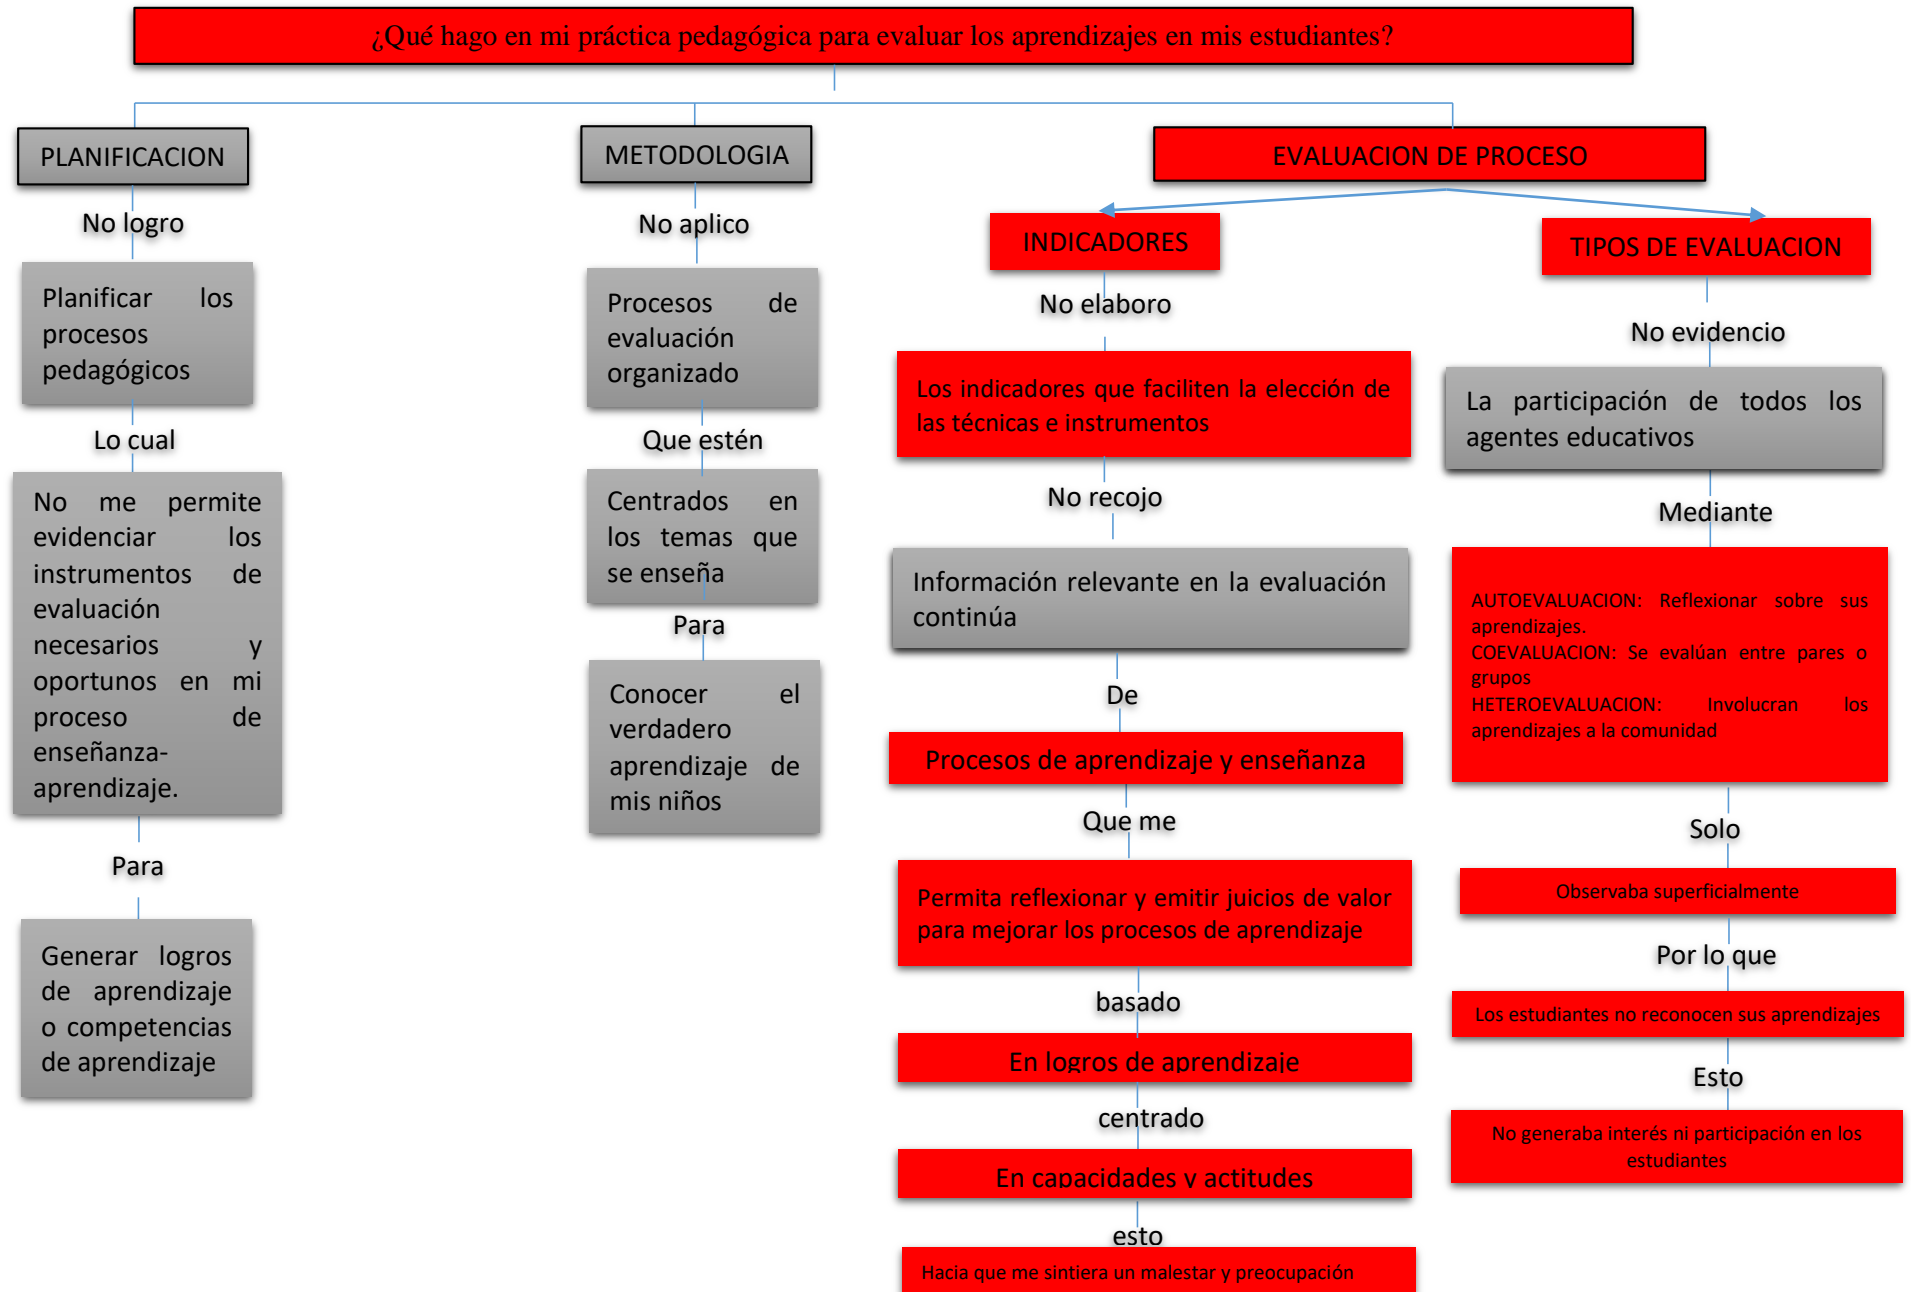 ¿Qué hago en mi práctica pedagógica para evaluar los aprendizajes en mis estudiantes?
PLANIFICACION
No logro
Planificar los
procesos
pedagógicos
Lo cual
No me permite
evidenciar los
instrumentos de
evaluación
necesarios y
oportunos en mi
proceso de
enseñanza-
aprendizaje.
Para
Generar logros
de aprendizaje
o competencias
de aprendizaje
METODOLOGIA
No aplico
Procesos de
evaluación
organizado
Que estén
Centrados en
los temas que
se enseña
Para
Conocer el
verdadero
aprendizaje de
mis niños
EVALUACION DE PROCESO
INDICADORES
No elaboro
Los indicadores que faciliten la elección de
las técnicas e instrumentos
No recojo
Información relevante en la evaluación
continúa
De
Procesos de aprendizaje y enseñanza
Que me
Permita reflexionar y emitir juicios de valor
para mejorar los procesos de aprendizaje
basado
En logros de aprendizaje
centrado
En capacidades y actitudes
esto
Hacia que me sintiera un malestar y preocupación
TIPOS DE EVALUACION
No evidencio
La participación de todos los
agentes educativos
Mediante
AUTOEVALUACION: Reflexionar sobre sus
aprendizajes.
COEVALUACION: Se evalúan entre pares o
grupos
HETEROEVALUACION: Involucran los
aprendizajes a la comunidad
Solo
Observaba superficialmente
Por lo que
Los estudiantes no reconocen sus aprendizajes
Esto
No generaba interés ni participación en los
estudiantes